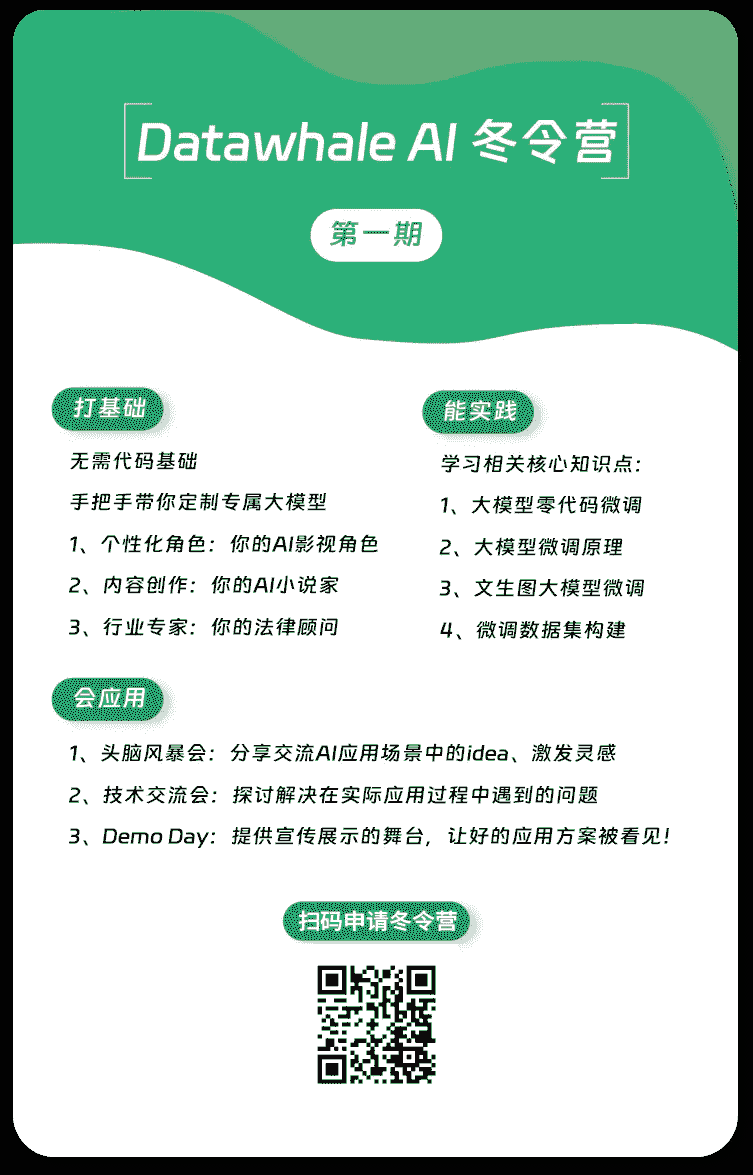 Datawhale AI 冬令营
第一期
打基础
无需代码基础
手把手带你定制专属大模型
1、个性化角色：你的AI影视角色
2、内容创作：你的AI小说家
3、行业专家：你的法律顾问
能实践
学习相关核心知识点：
1、大模型零代码微调
2、大模型微调原理
3、文生图大模型微调
4、微调数据集构建
会应用
1、头脑风暴会：分享交流AI应用场景中的idea、激发灵感
2、技术交流会：探讨解决在实际应用过程中遇到的问题
3、Demo Day：提供宣传展示的舞台，让好的应用方案被看见！
扫码申请冬令营